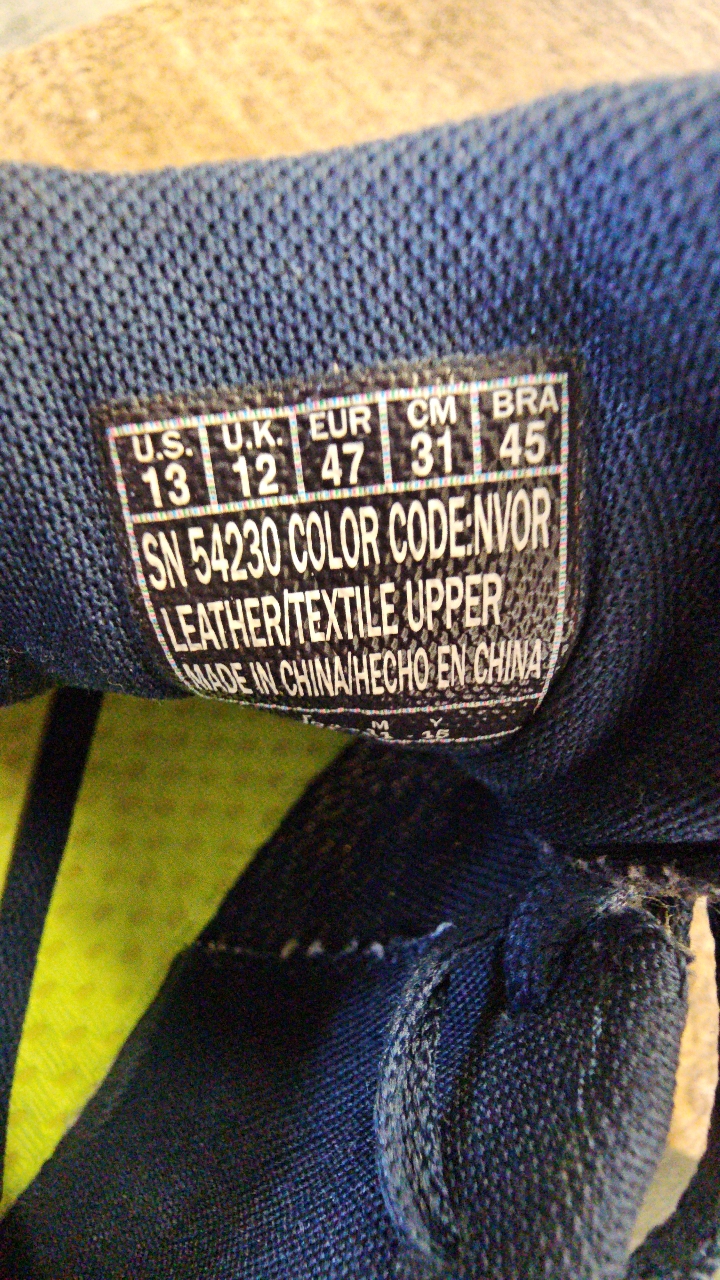 U.S. U.K. EUR CM BRA
13 12 47 31 45
SN 54230 COLOR CODE:NVOR
LEATHER/TEXTILE UPPER
MADE IN CHINA/HECHO EN CHINA
M Y
15